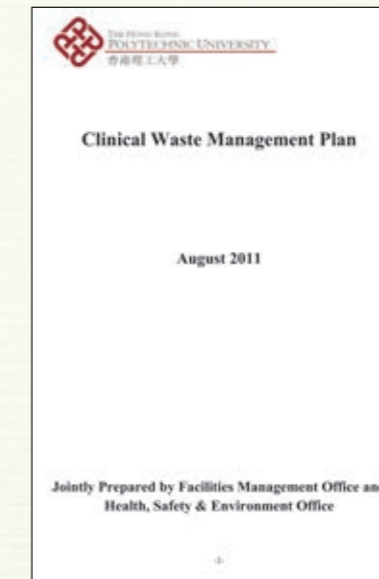 THE HONG KONG
POLYTECHNIC UNIVERSITY
香港理工大學
Clinical Waste Management Plan
August 2011
Jointly Prepared by Facilities Management Office and
Health, Safety & Environment Office
-1-